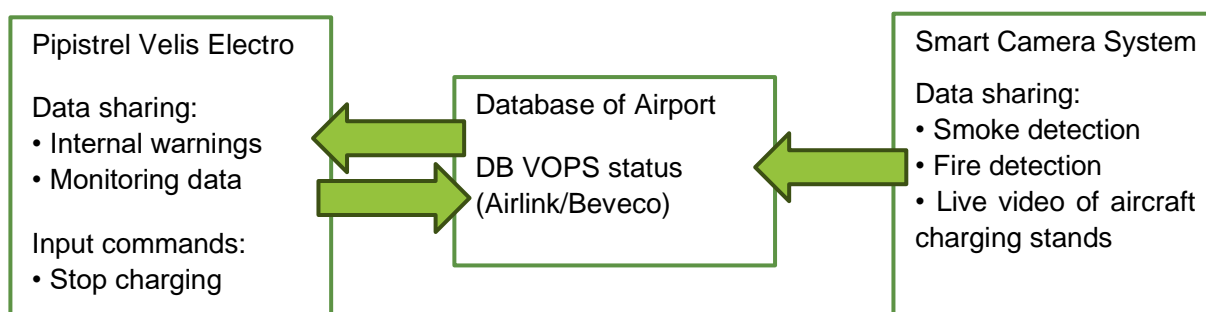 Pipistrel Velis Electro
Data sharing:
• Internal warnings
• Monitoring data
Input commands:
• Stop charging
Database of Airport
DB VOPS status
(Airlink/Beveco)
Smart Camera System
Data sharing:
• Smoke detection
• Fire detection
• Live video of aircraft
charging stands